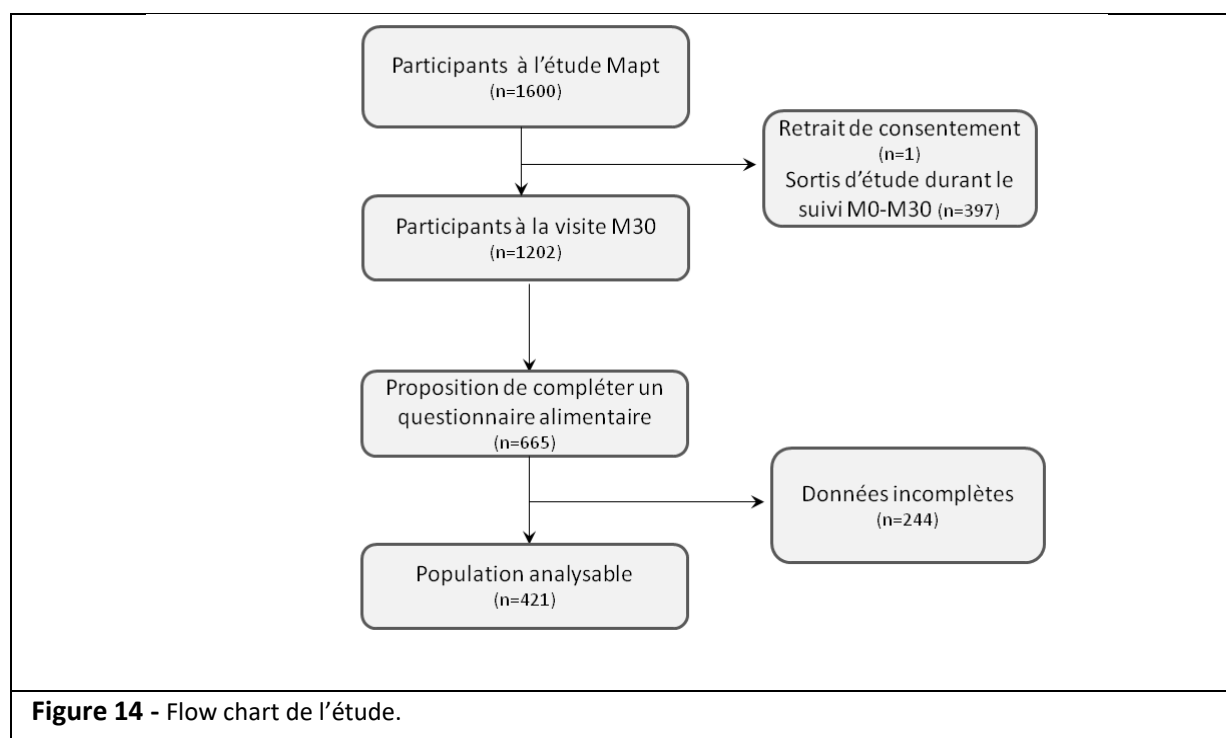 Participants à l'étude Mapt
(n=1600)
Retrait de consentement
(n=1)
Sortis d'étude durant le
suivi M0-M30 (n=397)
Participants à la visite M30
(n=1202)
Proposition de compléter un
questionnaire alimentaire
(n=665)
Données incomplètes
(n=244)
Population analysable
(n=421)
Figure 14 - Flow chart de l'étude.